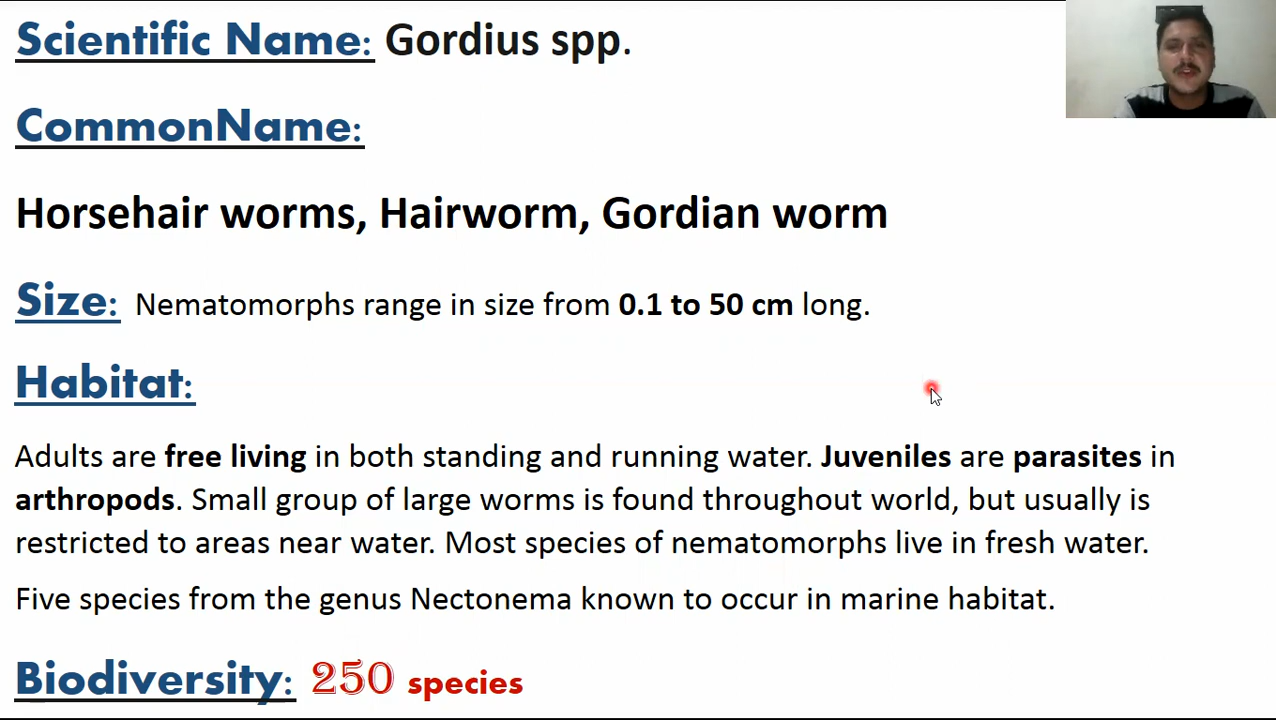 Scientific Name: Gordius spp.
CommonName:
Horsehair worms, Hairworm, Gordian worm
Size: Nematomorphs range in size from 0.1 to 50 cm long.
Habitat:
Adults are free living in both standing and running water. Juveniles are parasites in
arthropods. Small group of large worms is found throughout world, but usually is
restricted to areas near water. Most species of nematomorphs live in fresh water.
Five species from the genus Nectonema known to occur in marine habitat.
Biodiversity: 250 species